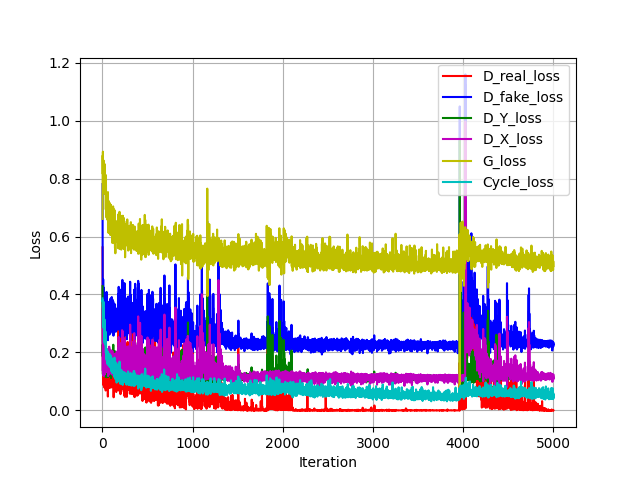 1.2
1.0
0.8
0.6
0.4
0.2
0.0
Loss
0 1000 2000 3000 4000 5000
Iteration
D_real_loss
D_fake_loss
D_Y_loss
D_X_loss
G_loss
Cycle_loss